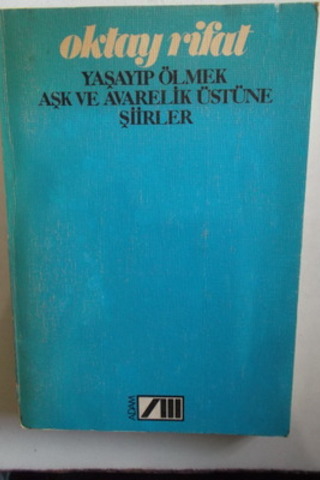 oktay rifat
YAŞAYIP ÖLMEK
AŞK VE AVARELİK ÜSTÜNE
ŞİİRLER
ADAM